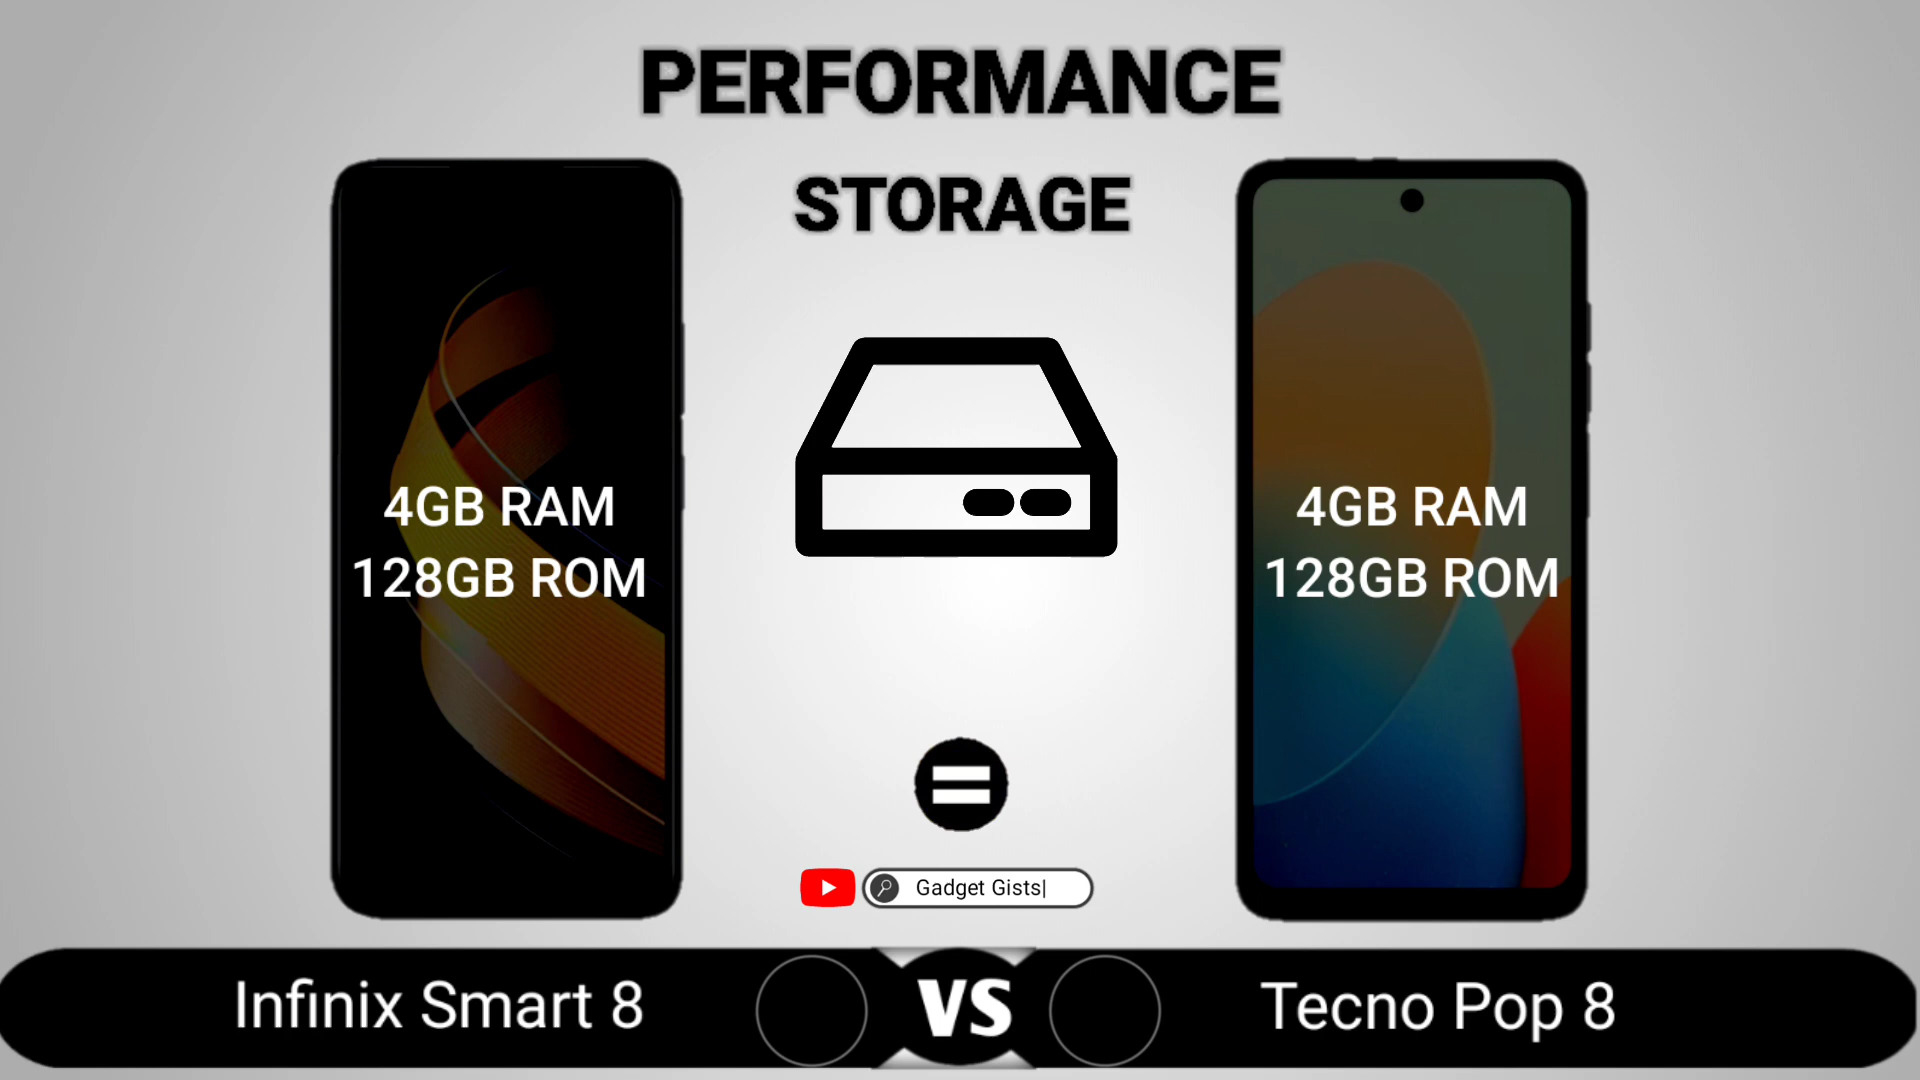 PERFORMANCE
STORAGE
4GB RAM
128GB ROM
4GB RAM
128GB ROM
Gadget Gists|
Infinix Smart 8
VS
Tecno Pop 8